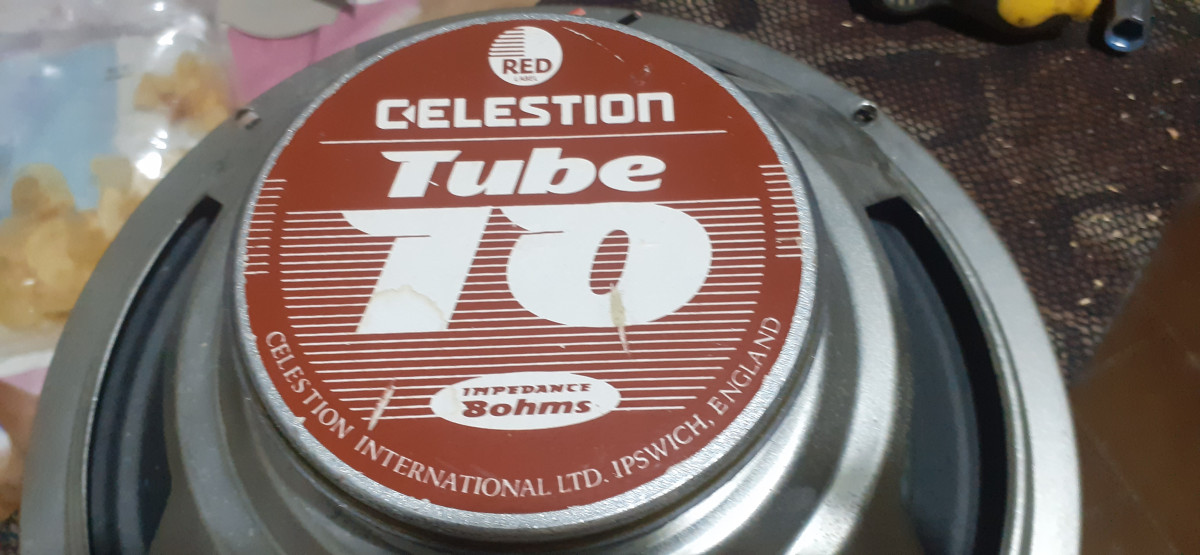 RED
LABEL
CELESTION
Tube
70
IMPEDANCE
8ohms
CELESTION INTERNATIONAL LTD. IPSWICH, ENGLAND